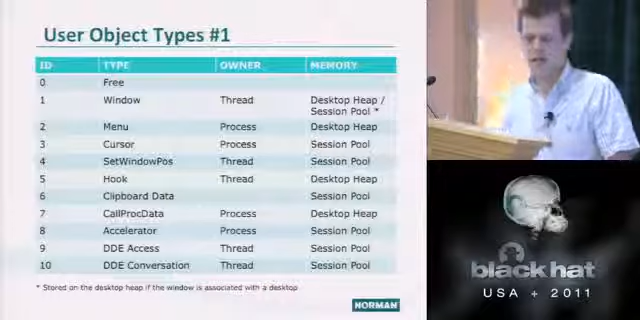 User Object Types #1
ID TYPE OWNER MEMORY
0 Free
1 Window Thread Desktop Heap /
Session Pool *
2 Menu Process Desktop Heap
3 Cursor Process Session Pool
4 SetWindowPos Thread Session Pool
5 Hook Thread Desktop Heap
6 Clipboard Data Session Pool
7 CallProcData Process Desktop Heap
8 Accelerator Process Session Pool
9 DDE Access Thread Session Pool
10 DDE Conversation Thread Session Pool
* Stored on the desktop heap if the window is associated with a desktop
NORMAN
black hat
USA + 2011